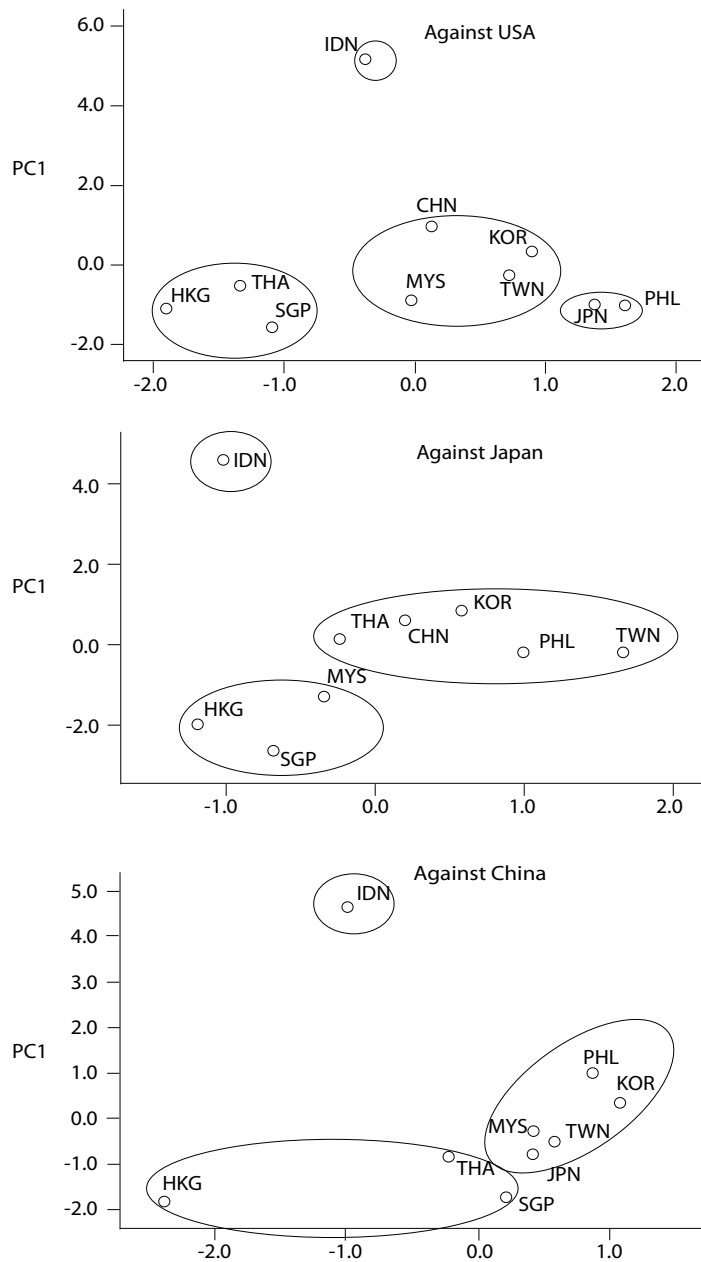 Against USA
6.0
IDN
4.0
PC1
2.0
CHN
KOR
0.0
HKG
THA
SGP
MYS
TWN
JPN
PHL
-2.0
-2.0
-1.0
0.0
1.0
2.0
Against Japan
IDN
4.0
2.0
PC1
THA
CHN
KOR
PHL
TWN
0.0
MYS
HKG
SGP
-2.0
-1.0
0.0
1.0
2.0
Against China
5.0
IDN
4.0
3.0
2.0
PC1
1.0
PHL
KOR
0.0
MYS
TWN
-1.0
THA
JPN
HKG
SGP
-2.0
-2.0
-1.0
0.0
1.0